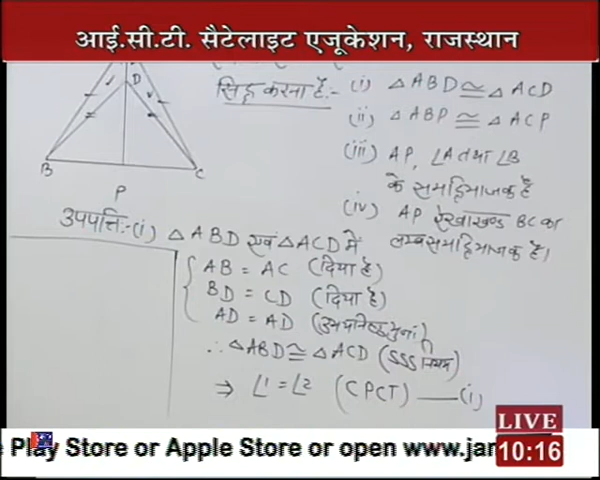 आई.सी.टी. सैटेलाइट एजूकेशन, राजस्थान
D
B
C
P
सिद्ध करना है:- (i) △ABD ≅ △ACD
(ii) △ABP ≅ △ACP
(iii) AP, ∠A तथा ∠B
के समद्विभाजक है
(iv) AP रेखाखण्ड BC का
लम्बसमद्विभाजक है।
उपपत्ति:- (i) △ABD एवं △ACD में
AB = AC (दिया है)
BD = CD (दिया है)
AD = AD (उभयनिष्ठ भुजा)
∴ △ABD ≅ △ACD (SSS नियम)
⇒ ∠1 = ∠2 (CPCT) —(i)
LIVE
10:16
Play Store or Apple Store or open www.jan